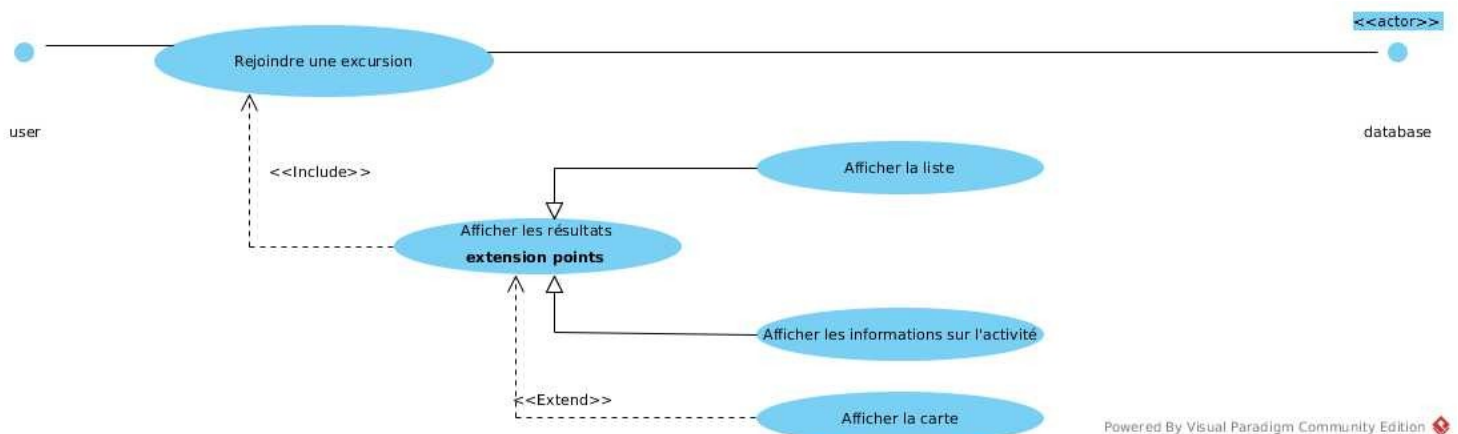 <<actor>>
Rejoindre une excursion
user
database
<<Include>>
Afficher la liste
Afficher les résultats
extension points
Afficher les informations sur l'activité
<<Extend>>
Afficher la carte
Powered By Visual Paradigm Community Edition